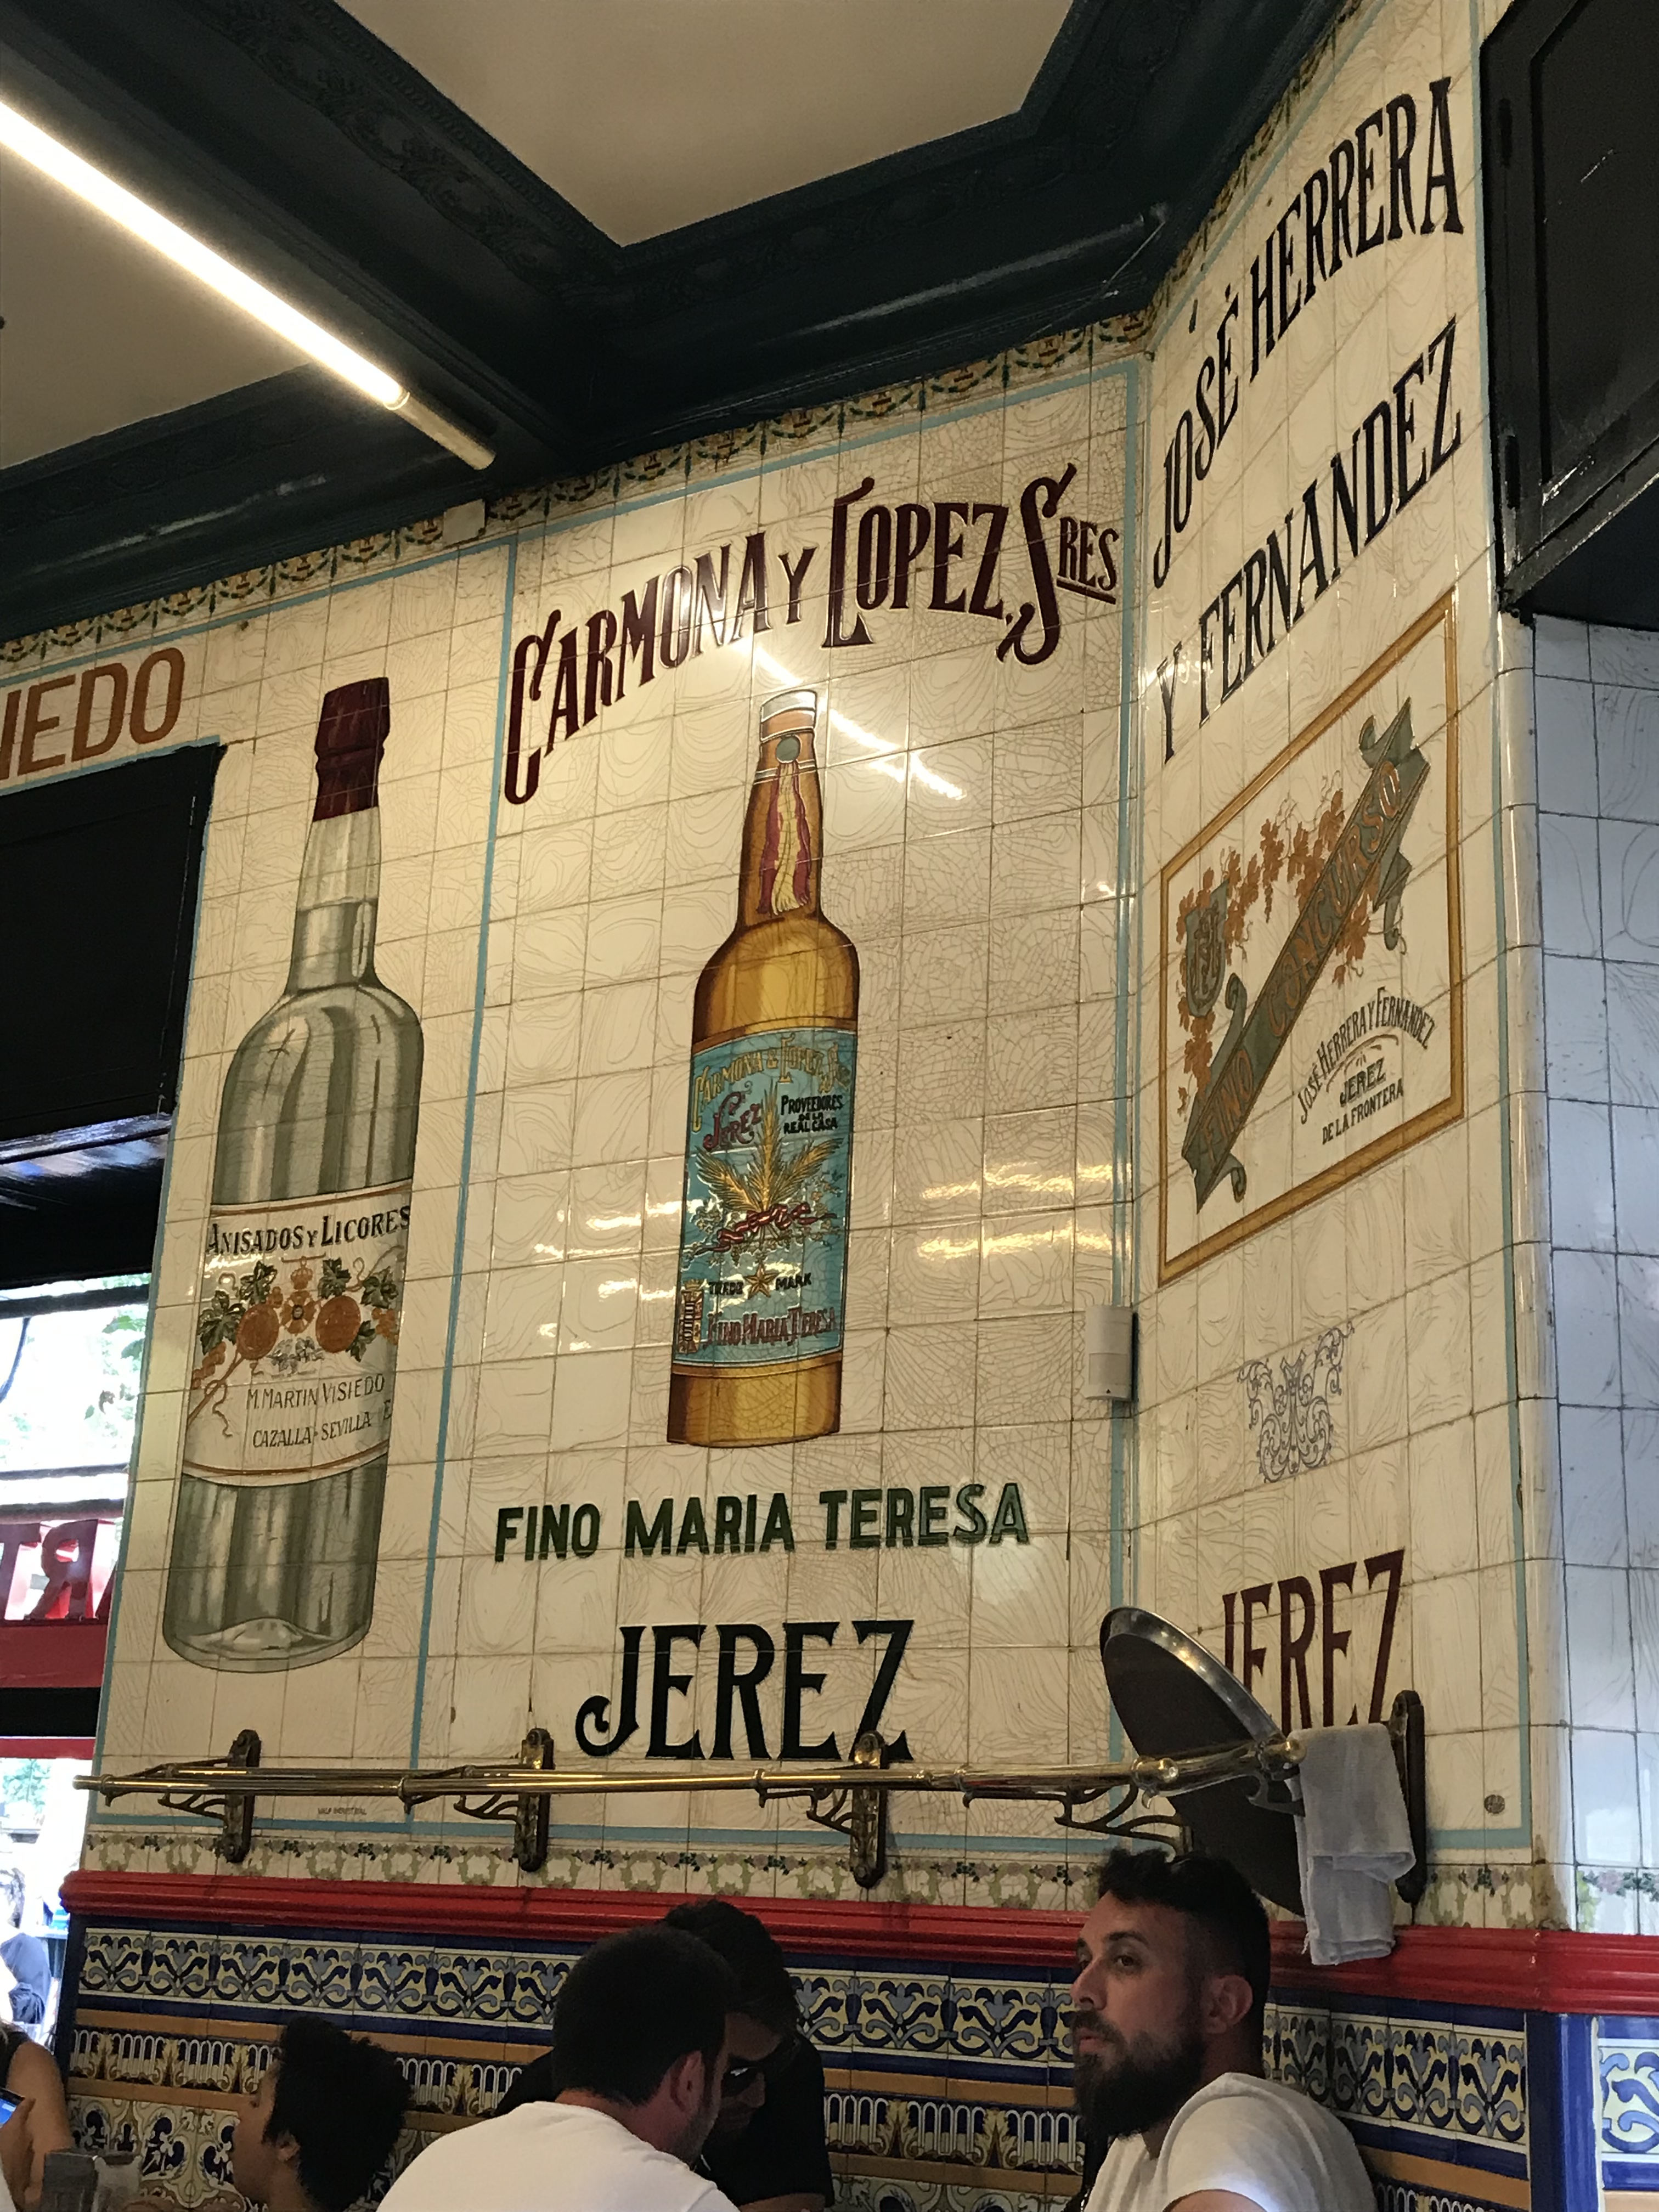 ANISADOS Y LICORES
M. MARTIN VISIEDO
CAZALLA-SEVILLA
CARMONA Y LOPEZ, SRES
CARMONA & LOPEZ, S
JEREZ
PROVEEDORES
DE LA
REAL CASA
TRADE MARK
FINO MARIA TERESA
FINO MARIA TERESA
JEREZ
JOSÉ HERRERA
Y FERNANDEZ
FINO CONCURSO
JOSÉ HERRERA Y FERNANDEZ
JEREZ
DE LA FRONTERA
JEREZ